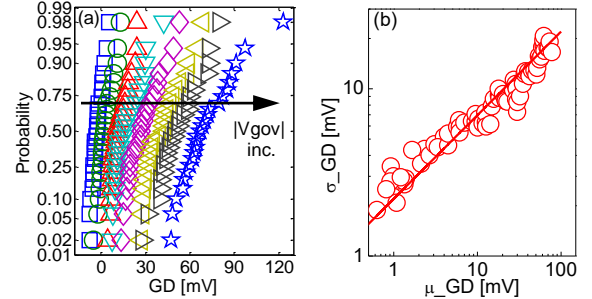 (a)
0.99
0.98
0.95
0.90
0.75
0.50
0.25
0.10
0.05
0.02
0.01
Probability
|Vgov|
inc.
0 30 60 90 120
GD [mV]
(b)
10
σ_GD [mV]
1 10 100
μ_GD [mV]